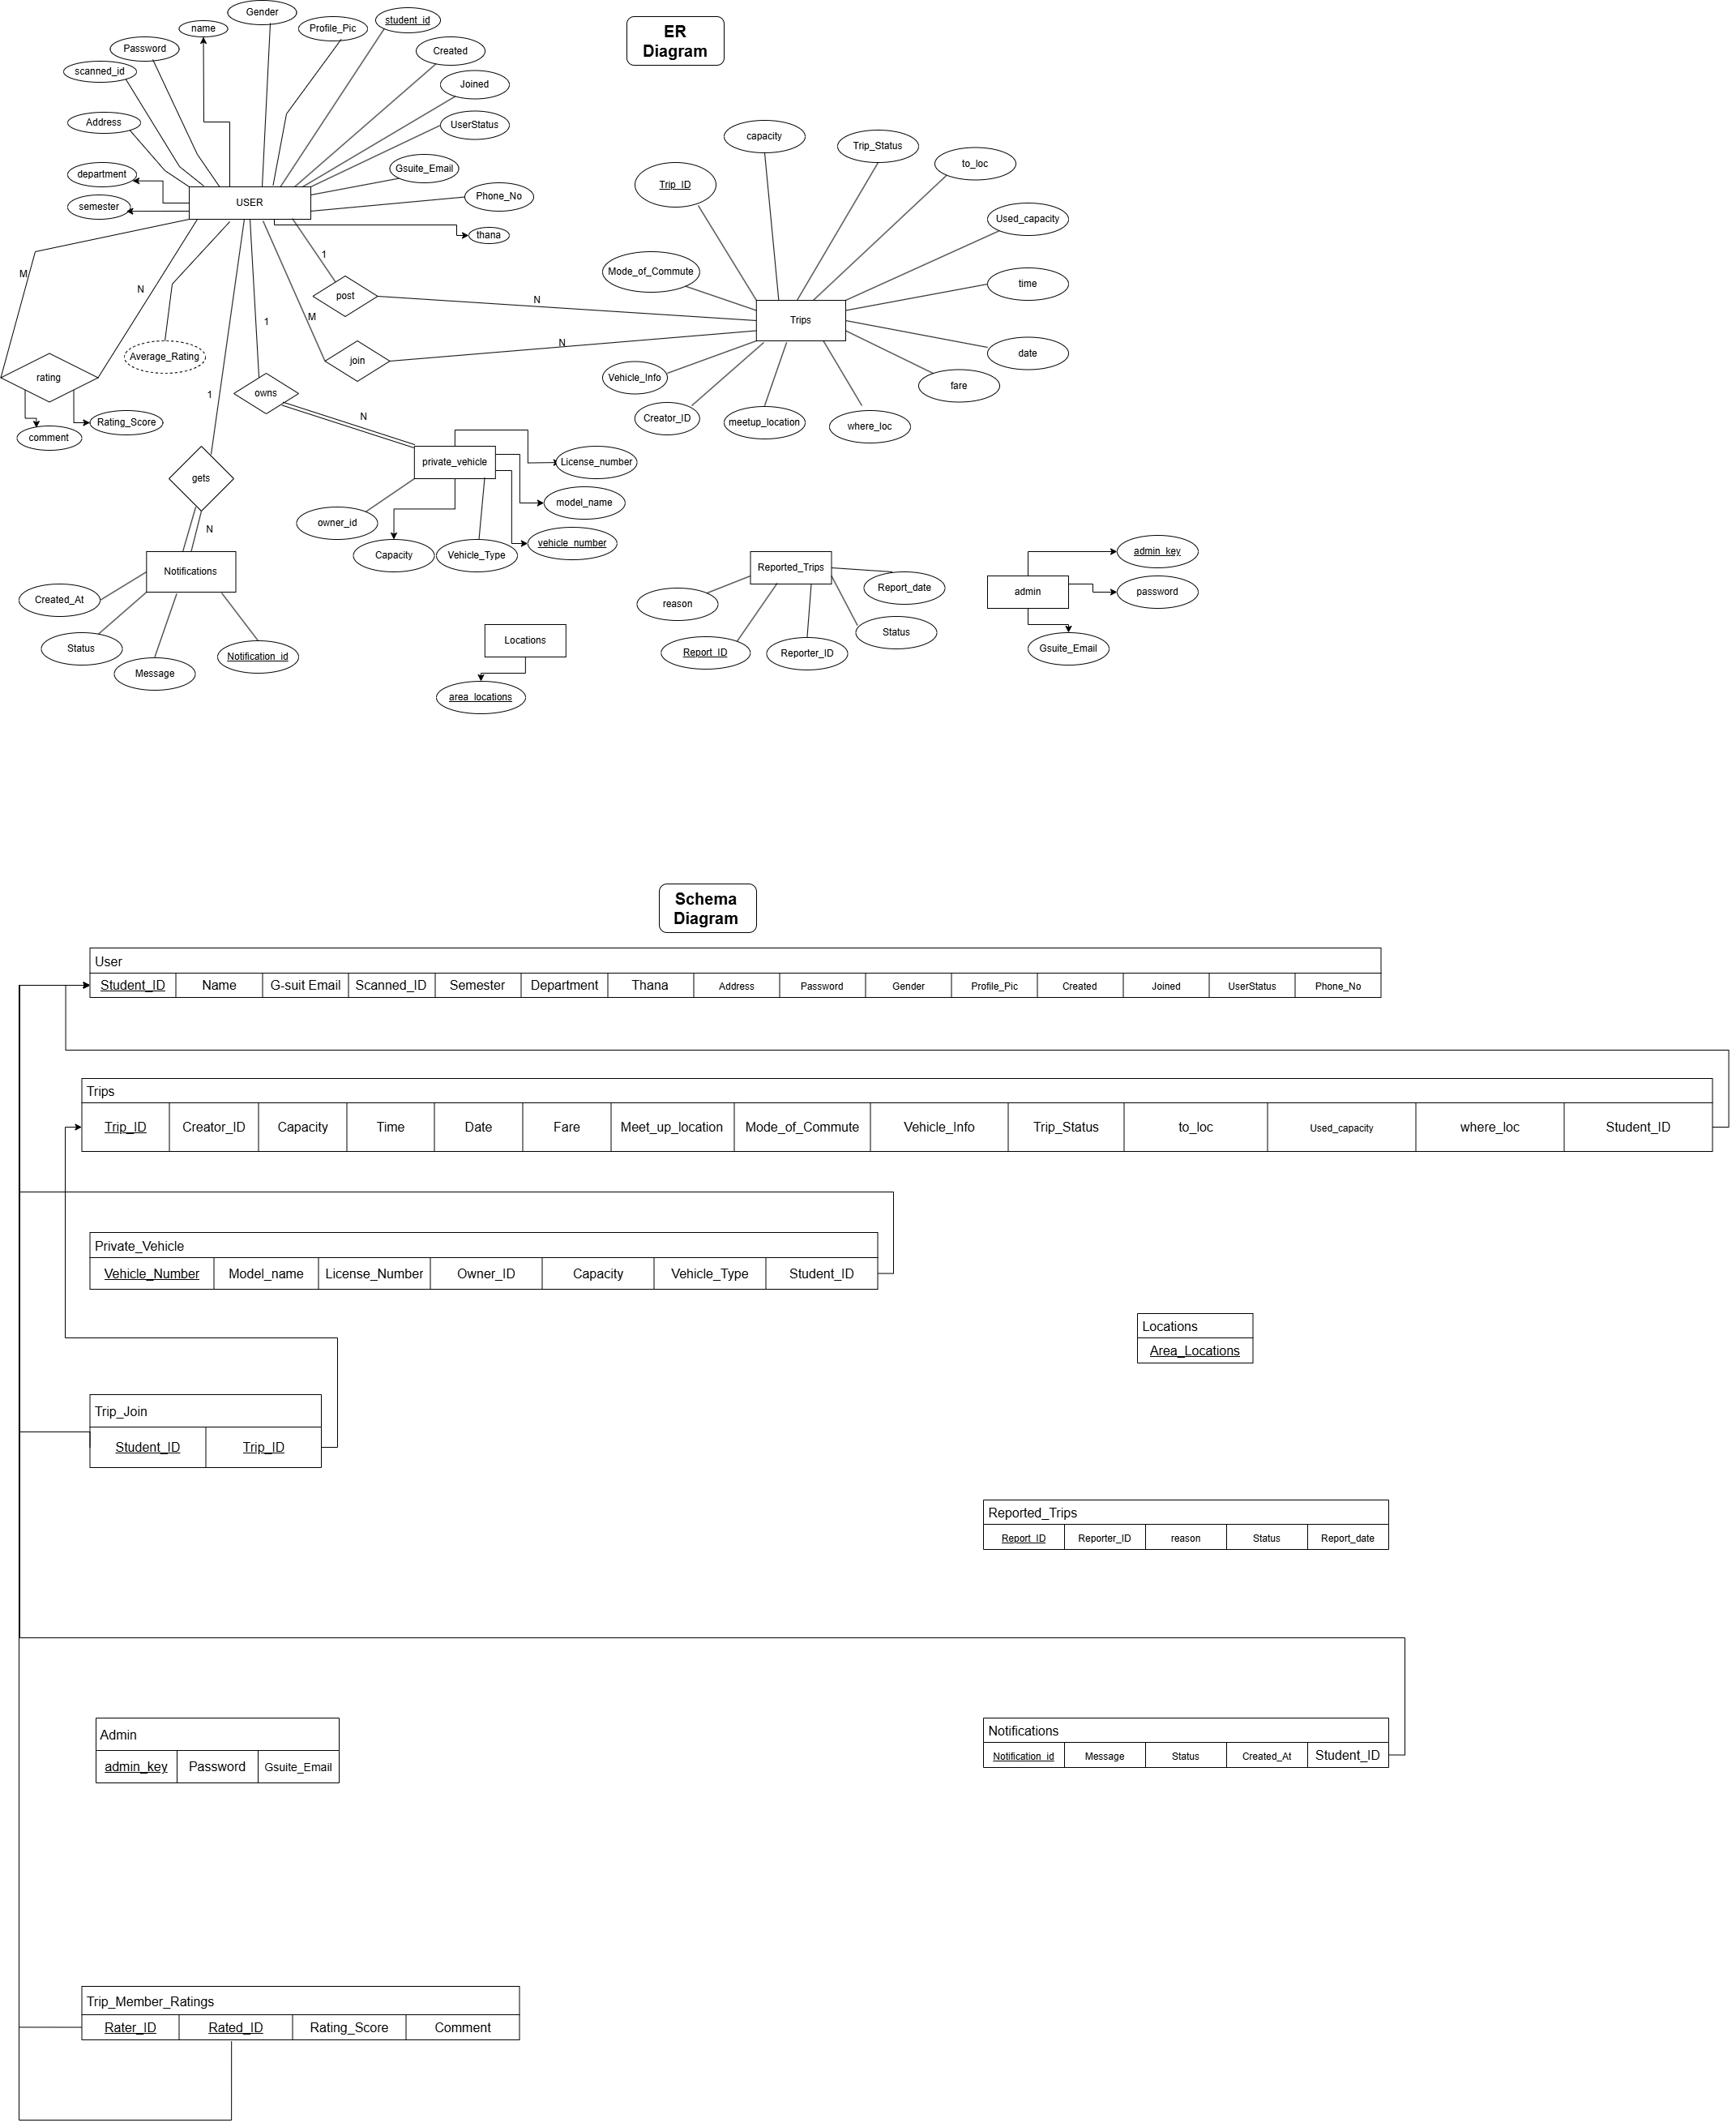 ER
Diagram
Gender
name
Profile_Pic
student_id
Password
Created
scanned_id
Joined
Address
UserStatus
department
Gsuite_Email
semester
USER
Phone_No
thana
M
N
1
post
N
M
join
N
Average_Rating
1
rating
owns
1
N
comment
Rating_Score
gets
N
capacity
Trip_Status
to_loc
Trip_ID
Used_capacity
Mode_of_Commute
time
Trips
date
Vehicle_Info
fare
Creator_ID
meetup_location
where_loc
private_vehicle
License_number
model_name
owner_id
Capacity
Vehicle_Type
vehicle_number
Notifications
Created_At
Status
Message
Notification_id
Locations
area_locations
Reported_Trips
Report_date
reason
Status
Report_ID
Reporter_ID
admin
admin_key
password
Gsuite_Email
Schema
Diagram
User
Student_ID Name G-suit Email Scanned_ID Semester Department Thana Address Password Gender Profile_Pic Created Joined UserStatus Phone_No
Trips
Trip_ID Creator_ID Capacity Time Date Fare Meet_up_location Mode_of_Commute Vehicle_Info Trip_Status to_loc Used_capacity where_loc Student_ID
Private_Vehicle
Vehicle_Number Model_name License_Number Owner_ID Capacity Vehicle_Type Student_ID
Locations
Area_Locations
Trip_Join
Student_ID Trip_ID
Reported_Trips
Report_ID Reporter_ID reason Status Report_date
Admin
admin_key Password Gsuite_Email
Notifications
Notification_id Message Status Created_At Student_ID
Trip_Member_Ratings
Rater_ID Rated_ID Rating_Score Comment